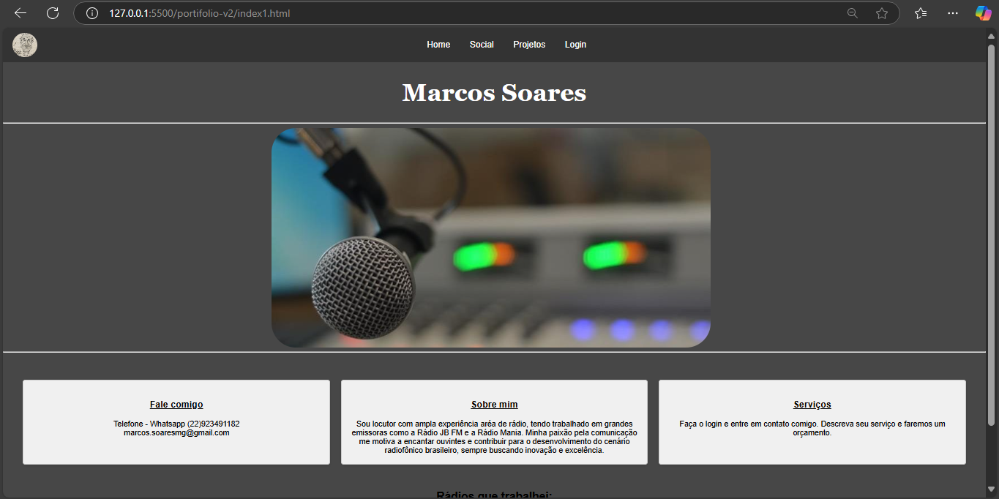 127.0.0.1:5500/portifolio-v2/index1.html
Home Social Projetos Login
Marcos Soares
Fale comigo
Telefone - Whatsapp (22)923491182
marcos.soaresmg@gmail.com
Sobre mim
Sou locutor com ampla experiência aréa de rádio, tendo trabalhado em grandes
emissoras como a Rádio JB FM e a Rádio Mania. Minha paixão pela comunicação
me motiva a encantar ouvintes e contribuir para o desenvolvimento do cenário
radiofônico brasileiro, sempre buscando inovação e excelência.
Serviços
Faça o login e entre em contato comigo. Descreva seu serviço e faremos um
orçamento.
Rádios que trabalhei: